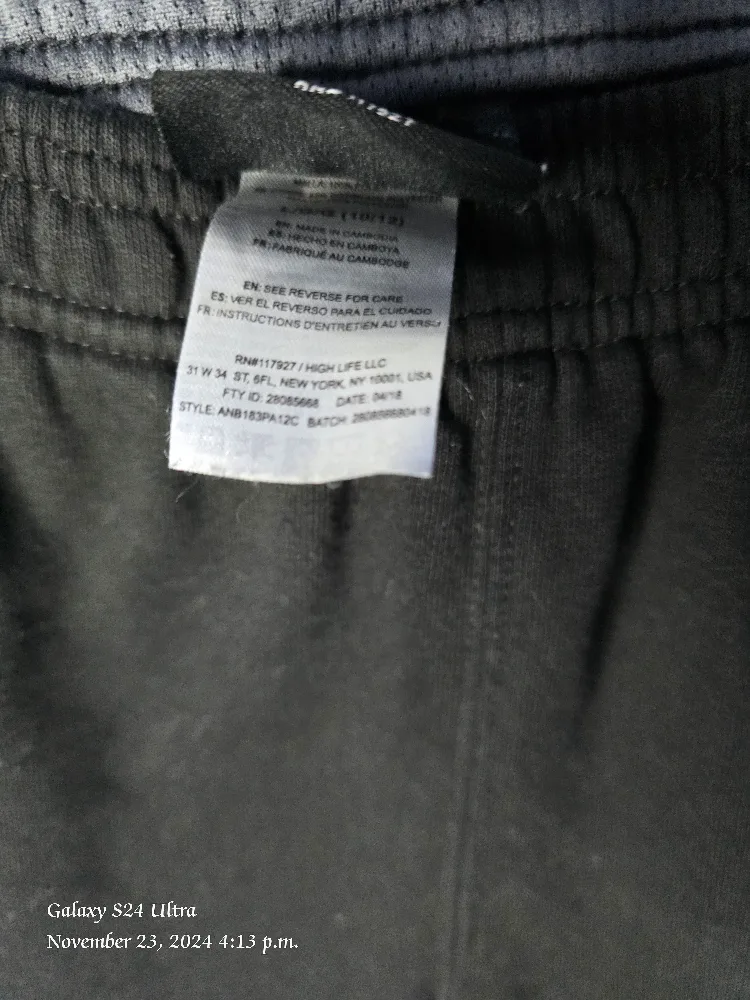 (10/12)
EN: MADE IN CAMBODIA
ES: HECHO EN CAMBOYA
FR: FABRIQUÉ AU CAMBODGE
EN: SEE REVERSE FOR CARE
ES: VER EL REVERSO PARA EL CUIDADO
FR: INSTRUCTIONS D'ENTRETIEN AU VERSO
RN#117927 / HIGH LIFE LLC
31 W 34 ST, 6FL, NEW YORK, NY 10001, USA
FTY ID: 28085668 DATE: 04/18
STYLE: ANB183PA12C BATCH: 280856680418
Galaxy S24 Ultra
November 23, 2024 4:13 p.m.